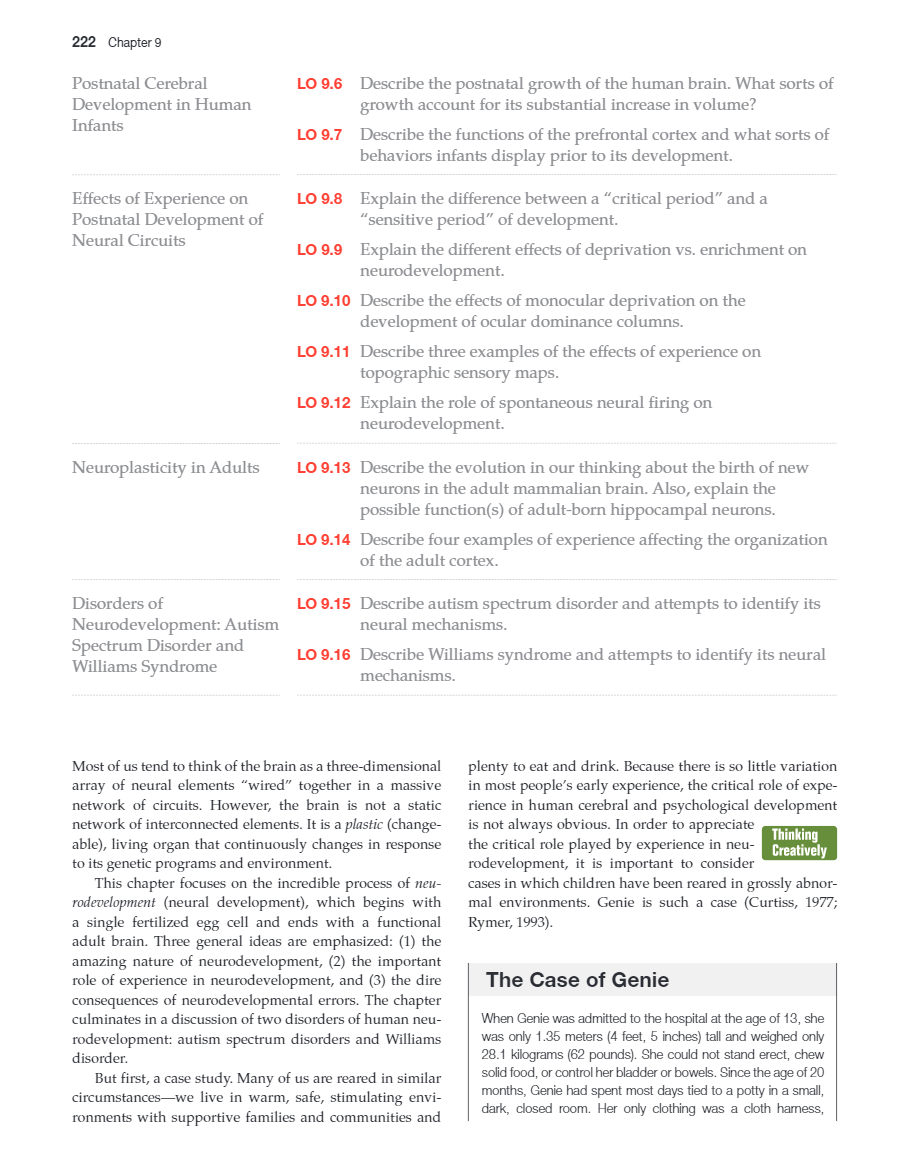 222 Chapter 9
Postnatal Cerebral
Development in Human
Infants
LO 9.6 Describe the postnatal growth of the human brain. What sorts of
growth account for its substantial increase in volume?
LO 9.7 Describe the functions of the prefrontal cortex and what sorts of
behaviors infants display prior to its development.
Effects of Experience on
Postnatal Development of
Neural Circuits
LO 9.8 Explain the difference between a “critical period” and a
“sensitive period” of development.
LO 9.9 Explain the different effects of deprivation vs. enrichment on
neurodevelopment.
LO 9.10 Describe the effects of monocular deprivation on the
development of ocular dominance columns.
LO 9.11 Describe three examples of the effects of experience on
topographic sensory maps.
LO 9.12 Explain the role of spontaneous neural firing on
neurodevelopment.
Neuroplasticity in Adults
LO 9.13 Describe the evolution in our thinking about the birth of new
neurons in the adult mammalian brain. Also, explain the
possible function(s) of adult-born hippocampal neurons.
LO 9.14 Describe four examples of experience affecting the organization
of the adult cortex.
Disorders of
Neurodevelopment: Autism
Spectrum Disorder and
Williams Syndrome
LO 9.15 Describe autism spectrum disorder and attempts to identify its
neural mechanisms.
LO 9.16 Describe Williams syndrome and attempts to identify its neural
mechanisms.
Most of us tend to think of the brain as a three-dimensional
array of neural elements “wired” together in a massive
network of circuits. However, the brain is not a static
network of interconnected elements. It is a plastic (change-
able), living organ that continuously changes in response
to its genetic programs and environment.
This chapter focuses on the incredible process of neu-
rodevelopment (neural development), which begins with
a single fertilized egg cell and ends with a functional
adult brain. Three general ideas are emphasized: (1) the
amazing nature of neurodevelopment, (2) the important
role of experience in neurodevelopment, and (3) the dire
consequences of neurodevelopmental errors. The chapter
culminates in a discussion of two disorders of human neu-
rodevelopment: autism spectrum disorders and Williams
disorder.
But first, a case study. Many of us are reared in similar
circumstances—we live in warm, safe, stimulating envi-
ronments with supportive families and communities and
plenty to eat and drink. Because there is so little variation
in most people’s early experience, the critical role of expe-
rience in human cerebral and psychological development
is not always obvious. In order to appreciate
the critical role played by experience in neu-
rodevelopment, it is important to consider
cases in which children have been reared in grossly abnor-
mal environments. Genie is such a case (Curtiss, 1977;
Rymer, 1993).
Thinking
Creatively
The Case of Genie
When Genie was admitted to the hospital at the age of 13, she
was only 1.35 meters (4 feet, 5 inches) tall and weighed only
28.1 kilograms (62 pounds). She could not stand erect, chew
solid food, or control her bladder or bowels. Since the age of 20
months, Genie had spent most days tied to a potty in a small,
dark, closed room. Her only clothing was a cloth harness,